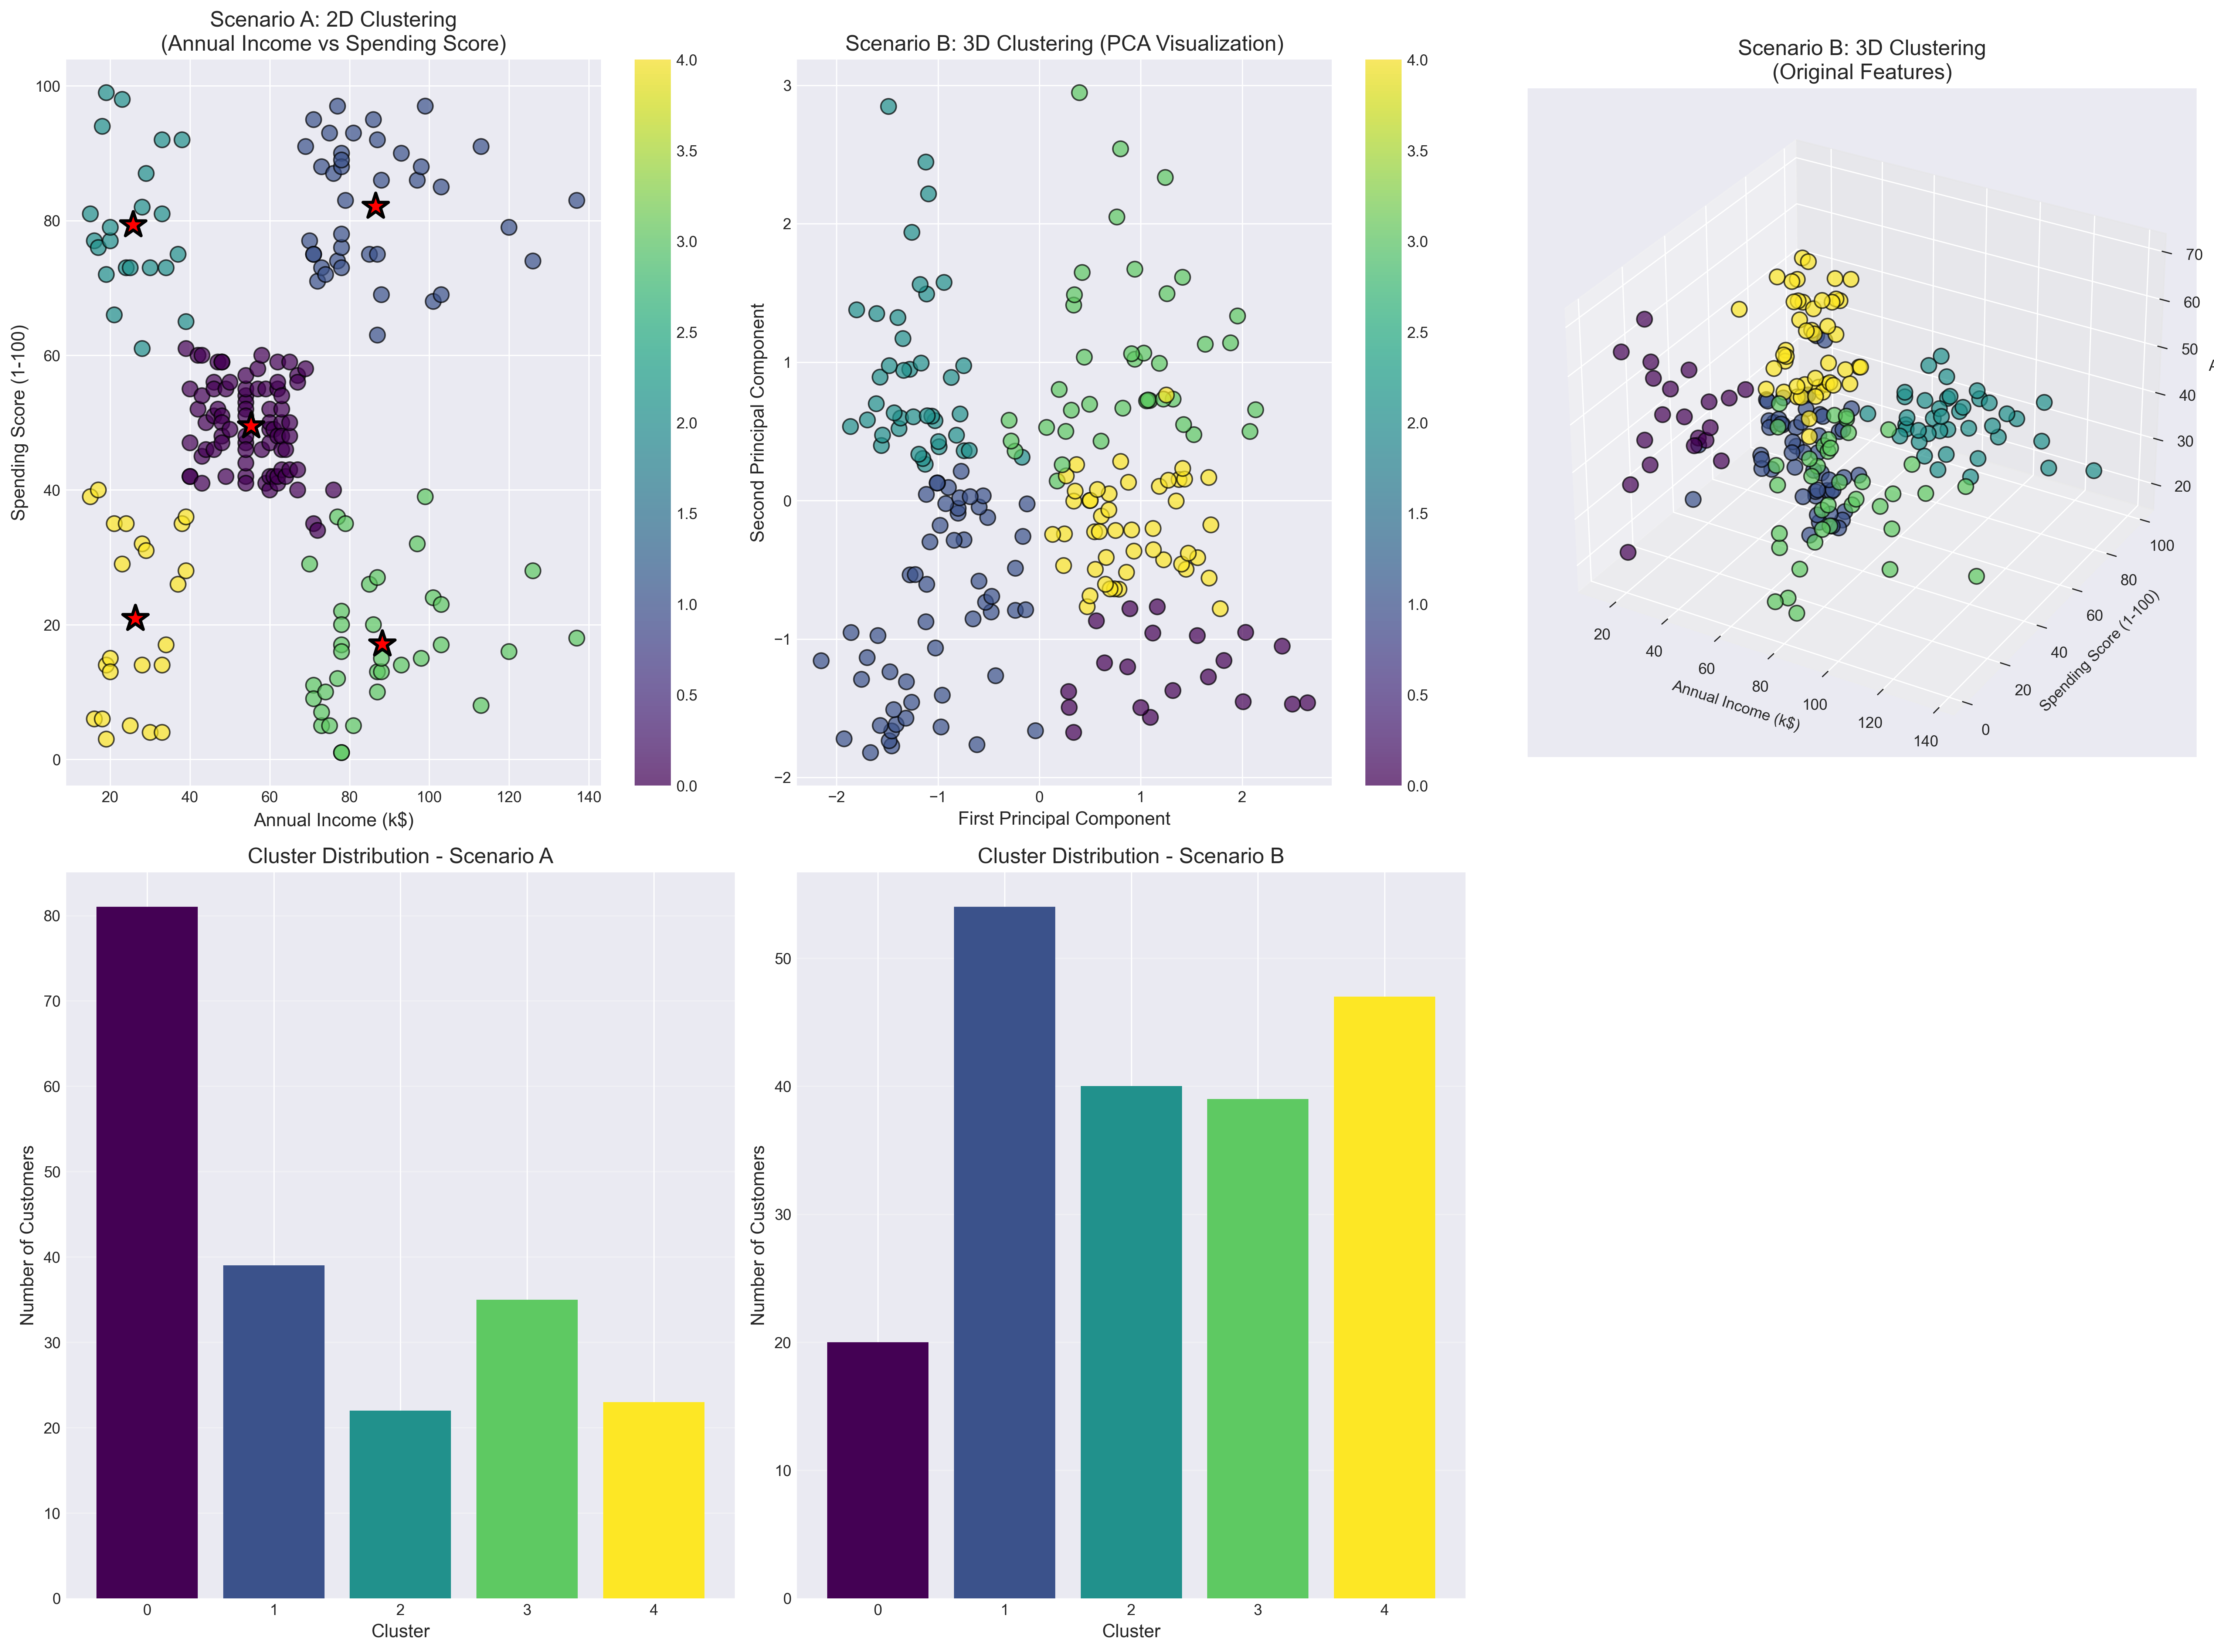 Scenario A: 2D Clustering
(Annual Income vs Spending Score)
Spending Score (1-100)
100
80
60
40
20
0
20 40 60 80 100 120 140
Annual Income (k$)
4.0
3.5
3.0
2.5
2.0
1.5
1.0
0.5
0.0
Scenario B: 3D Clustering (PCA Visualization)
Second Principal Component
3
2
1
0
−1
−2
−2 −1 0 1 2
First Principal Component
4.0
3.5
3.0
2.5
2.0
1.5
1.0
0.5
0.0
Scenario B: 3D Clustering
(Original Features)
70
60
50
40
30
20
20 40 60 80 100 120 140
Annual Income (k$)
0 20 40 60 80 100
Spending Score (1-100)
Cluster Distribution - Scenario A
Number of Customers
80
70
60
50
40
30
20
10
0
0 1 2 3 4
Cluster
Cluster Distribution - Scenario B
Number of Customers
50
40
30
20
10
0
0 1 2 3 4
Cluster